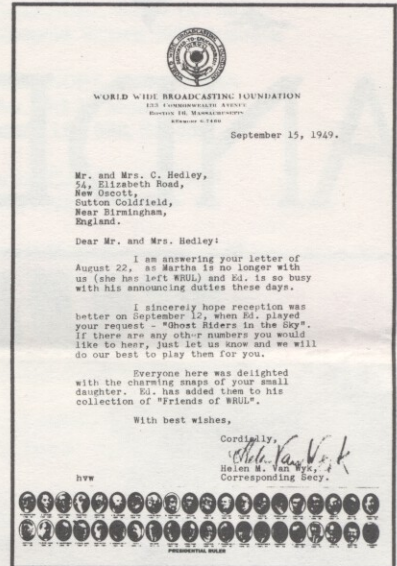 WORLD WIDE BROADCASTING FOUNDATION
133 COMMONWEALTH AVENUE
BOSTON 16, MASSACHUSETTS
September 15, 1949.
Mr. and Mrs. C. Hedley,
54, Elizabeth Road,
New Oscott,
Sutton Coldfield,
Near Birmingham,
England.
Dear Mr. and Mrs. Hedley:
I am answering your letter of
August 22, as Martha is no longer with
us (she has left WRUL) and Ed. is so busy
with his announcing duties these days.
I sincerely hope reception was
better on September 12, when Ed. played
your request - "Ghost Riders in the Sky".
If there are any other numbers you would
like to hear, just let us know and we will
do our best to play them for you.
Everyone here was delighted
with the charming snaps of your small
daughter. Ed. has added them to his
collection of "Friends of WRUL".
With best wishes,
Cordially,
Helen Van Wyk
Helen M. Van Wyk,
hvw Corresponding Secy.
PRESIDENTIAL RULER